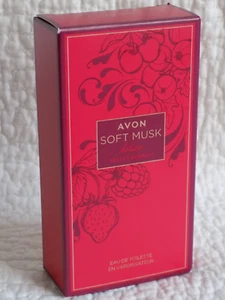 AVON
SOFT MUSK
EAU DE TOILETTE
EN VAPORISATEUR